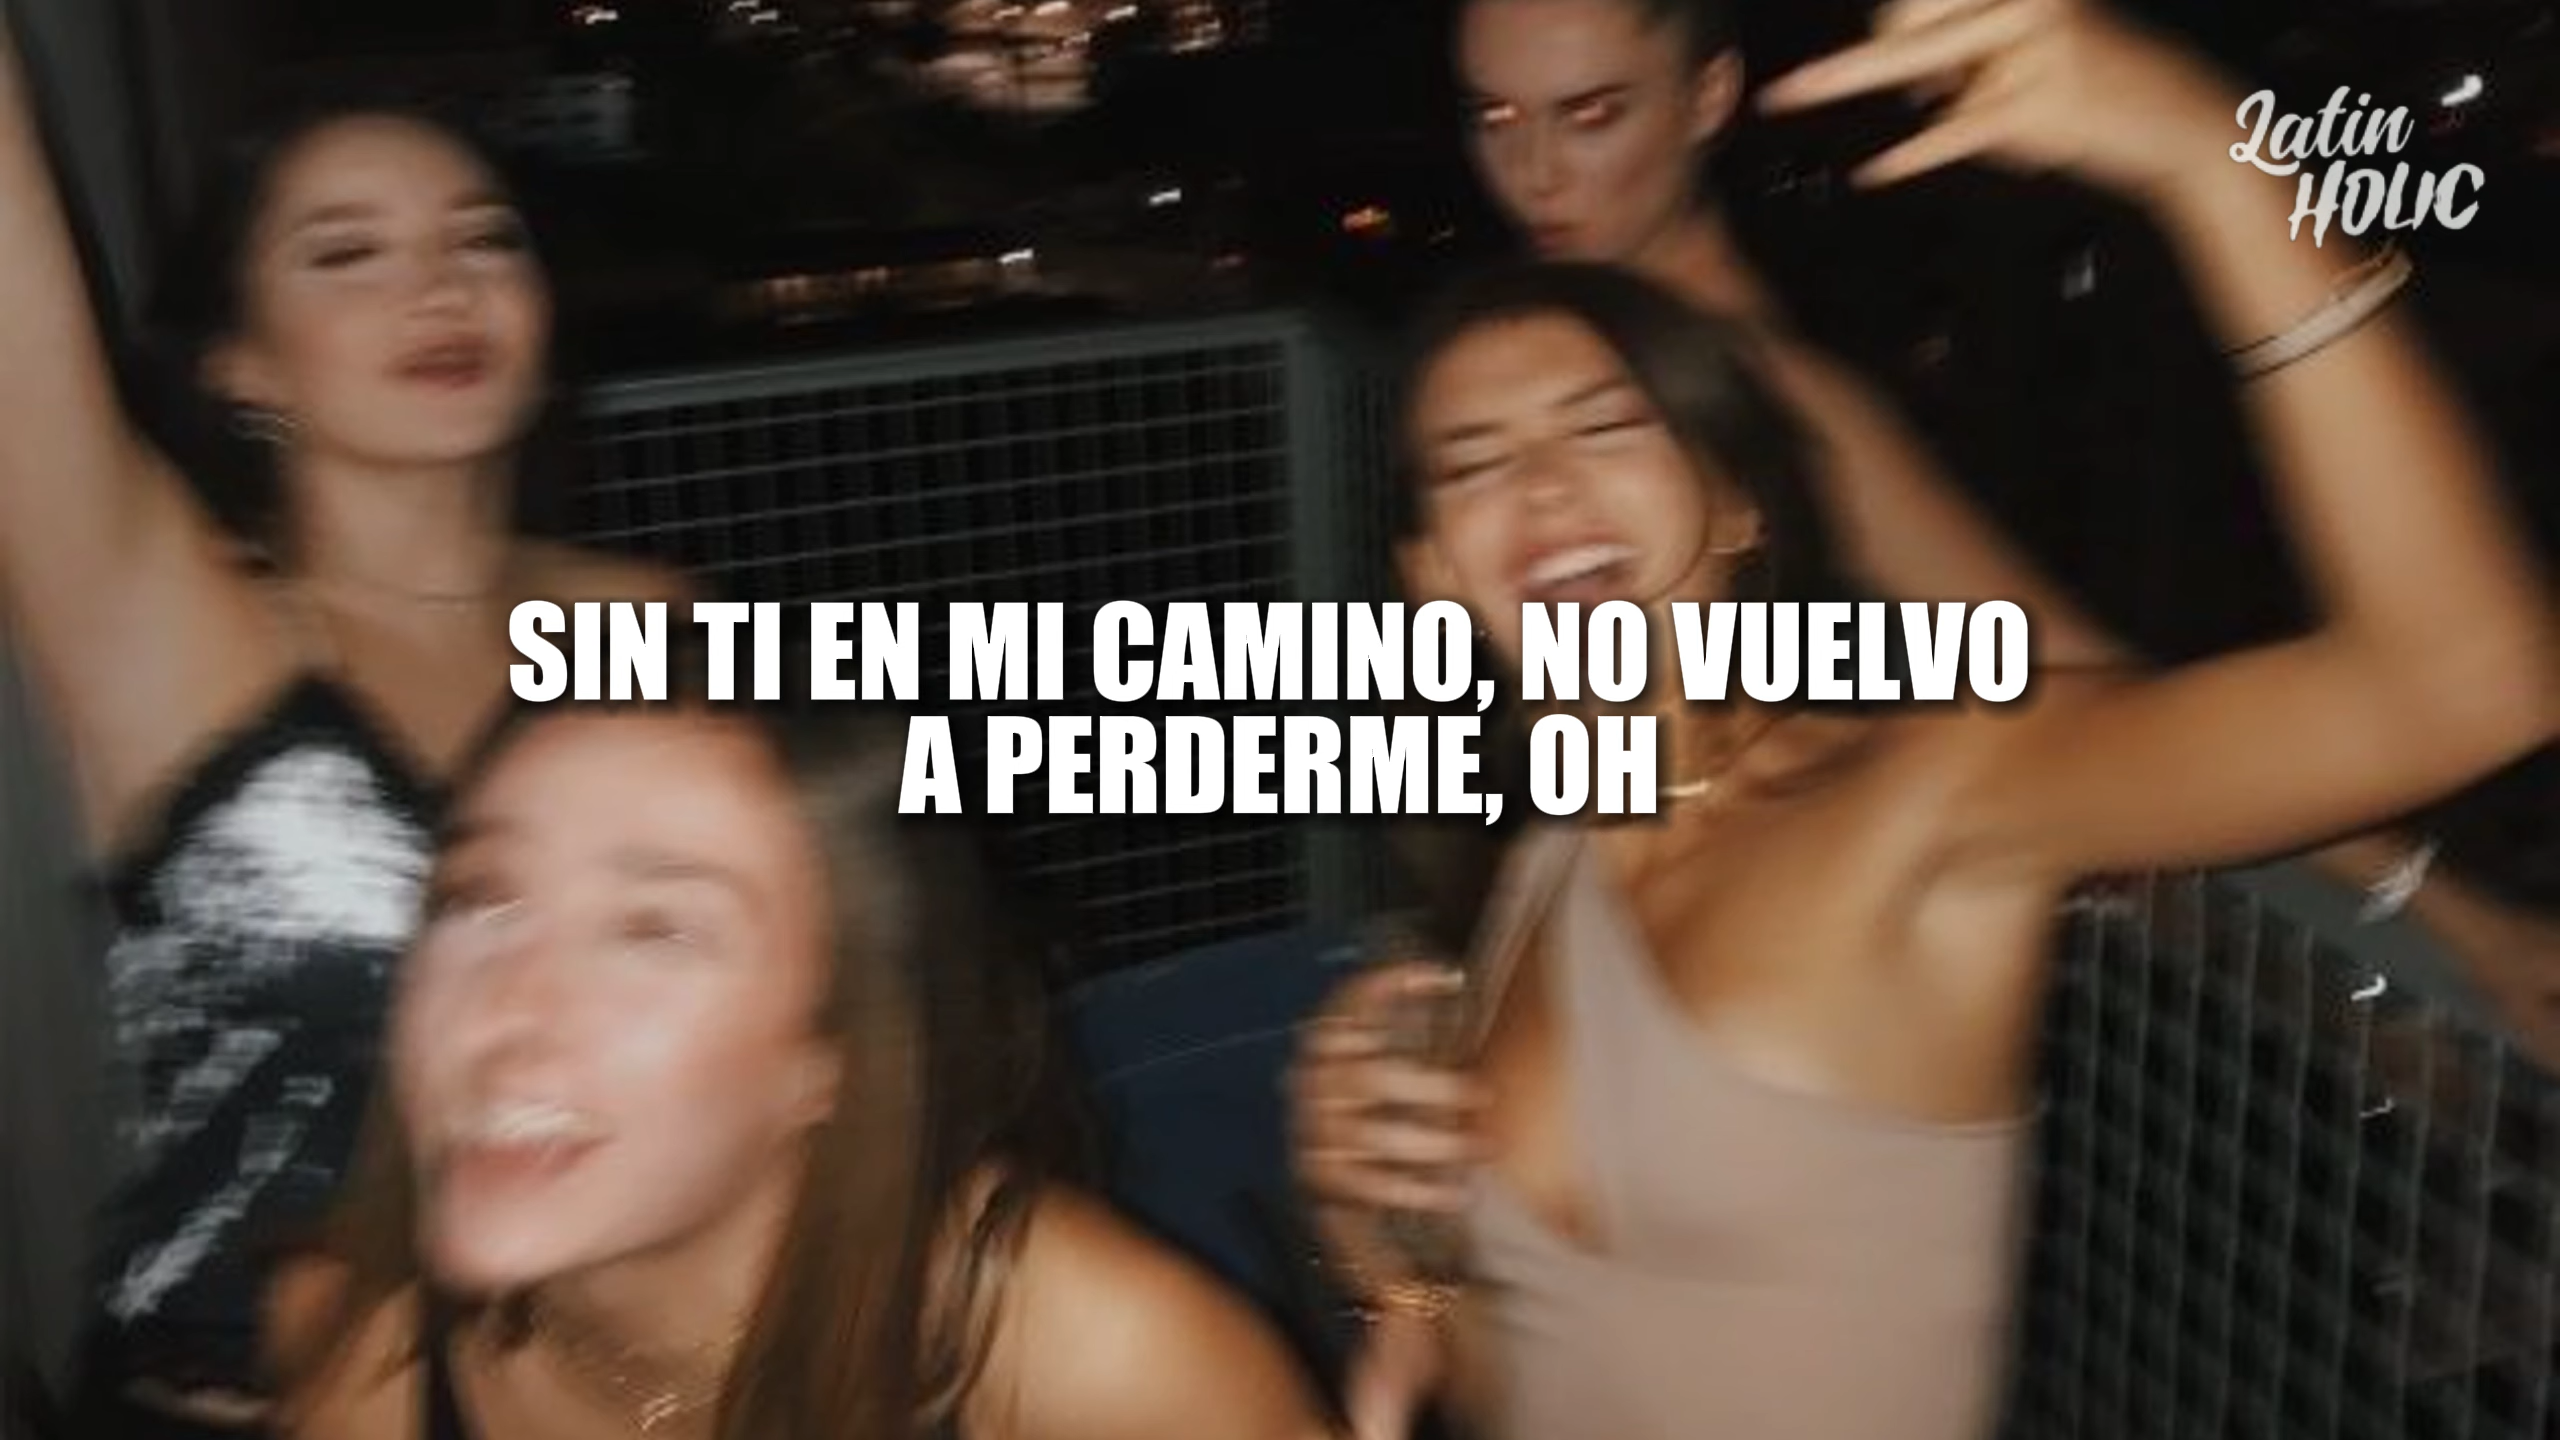 Latin
HOLIC
SIN TI EN MI CAMINO, NO VUELVO
A PERDERME, OH